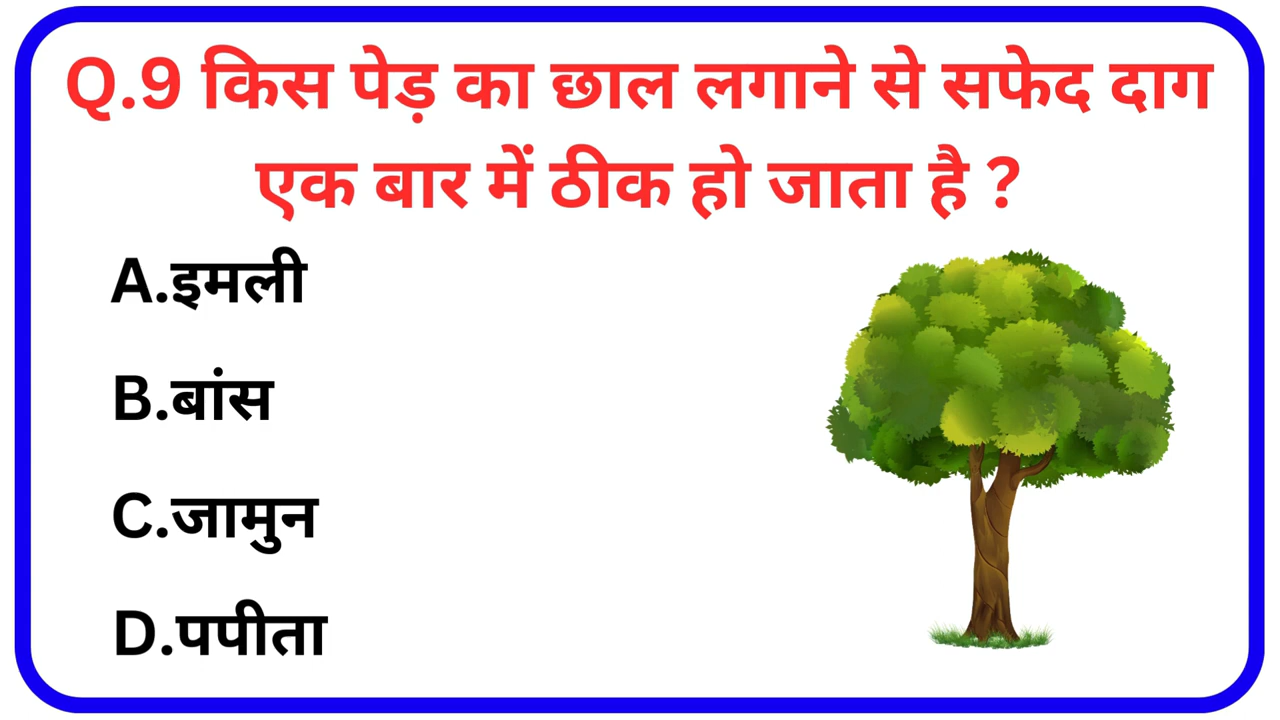 Q.9 किस पेड़ का छाल लगाने से सफेद दाग
एक बार में ठीक हो जाता है ?
A.इमली
B.बांस
C.जामुन
D.पपीता